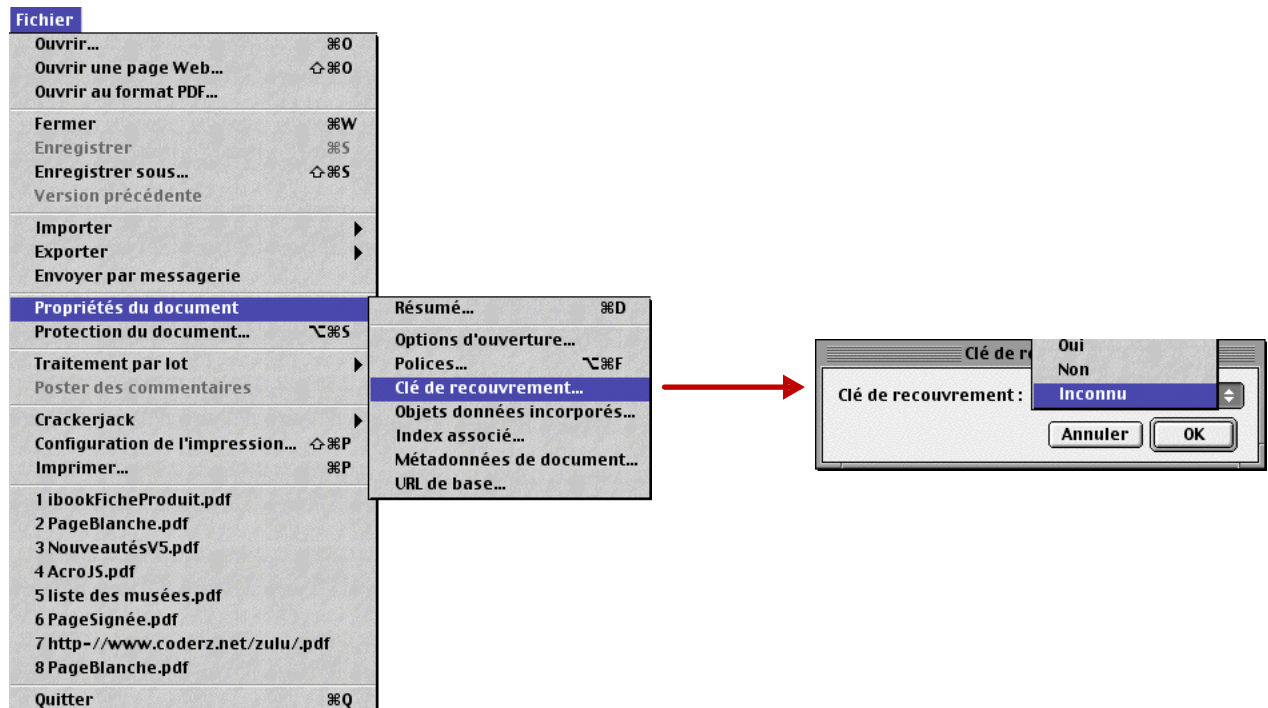 Fichier
Ouvrir... ⌘O
Ouvrir une page Web... ⇧⌘O
Ouvrir au format PDF...
Fermer ⌘W
Enregistrer ⌘S
Enregistrer sous... ⇧⌘S
Version précédente
Importer
Exporter
Envoyer par messagerie
Propriétés du document
Protection du document... ⌥⌘S
Traitement par lot
Poster des commentaires
Crackerjack
Configuration de l'impression... ⇧⌘P
Imprimer... ⌘P
1 ibookFicheProduit.pdf
2 PageBlanche.pdf
3 NouveautésV5.pdf
4 AcroJS.pdf
5 liste des musées.pdf
6 PageSignée.pdf
7 http-//www.coderz.net/zulu/.pdf
8 PageBlanche.pdf
Quitter ⌘Q
Résumé... ⌘D
Options d'ouverture...
Polices... ⌥⌘F
Clé de recouvrement...
Objets données incorporés...
Index associé...
Métadonnées de document...
URL de base...
Clé de r
Clé de recouvrement :
Oui
Non
Inconnu
Annuler OK